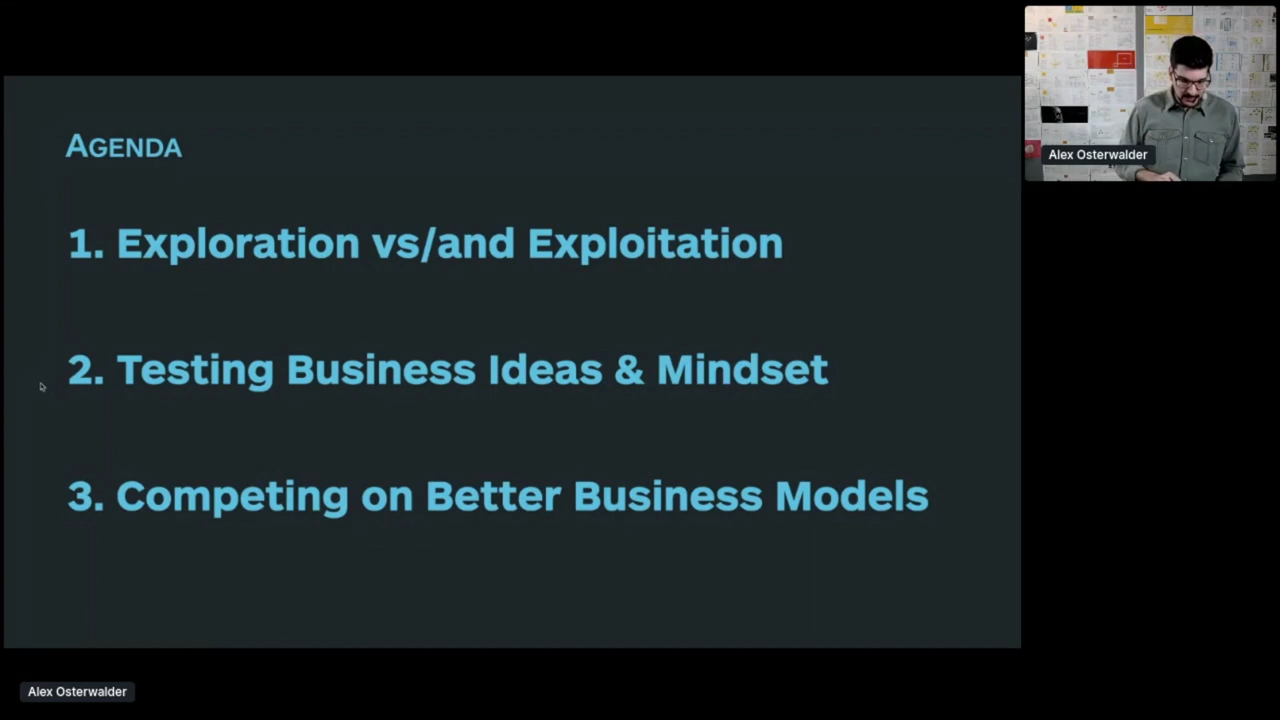 AGENDA
1. Exploration vs/and Exploitation
2. Testing Business Ideas & Mindset
3. Competing on Better Business Models
Alex Osterwalder
Alex Osterwalder